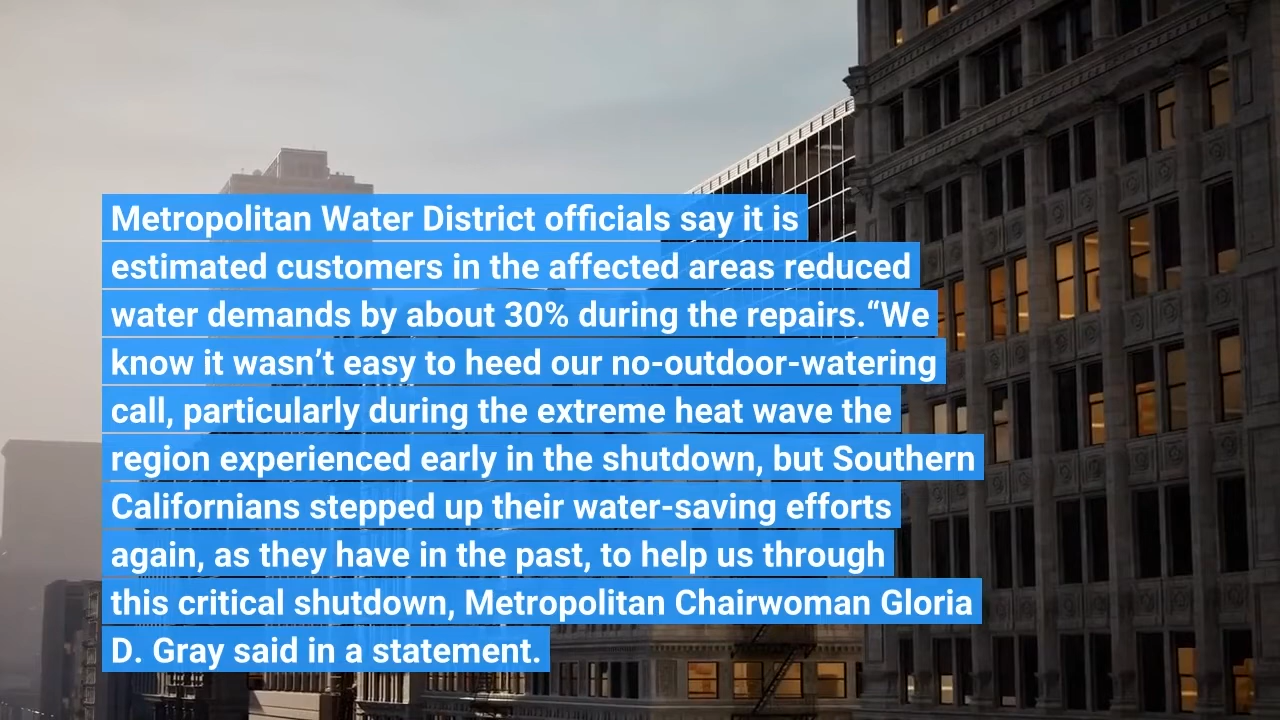 Metropolitan Water District officials say it is
estimated customers in the affected areas reduced
water demands by about 30% during the repairs.“We
know it wasn’t easy to heed our no-outdoor-watering
call, particularly during the extreme heat wave the
region experienced early in the shutdown, but Southern
Californians stepped up their water-saving efforts
again, as they have in the past, to help us through
this critical shutdown, Metropolitan Chairwoman Gloria
D. Gray said in a statement.